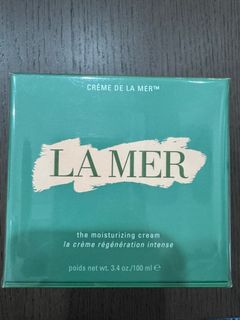 CRÈME DE LA MER™
LA MER
the moisturizing cream
la crème régénération intense
poids net wt. 3.4 oz./100 ml ℮